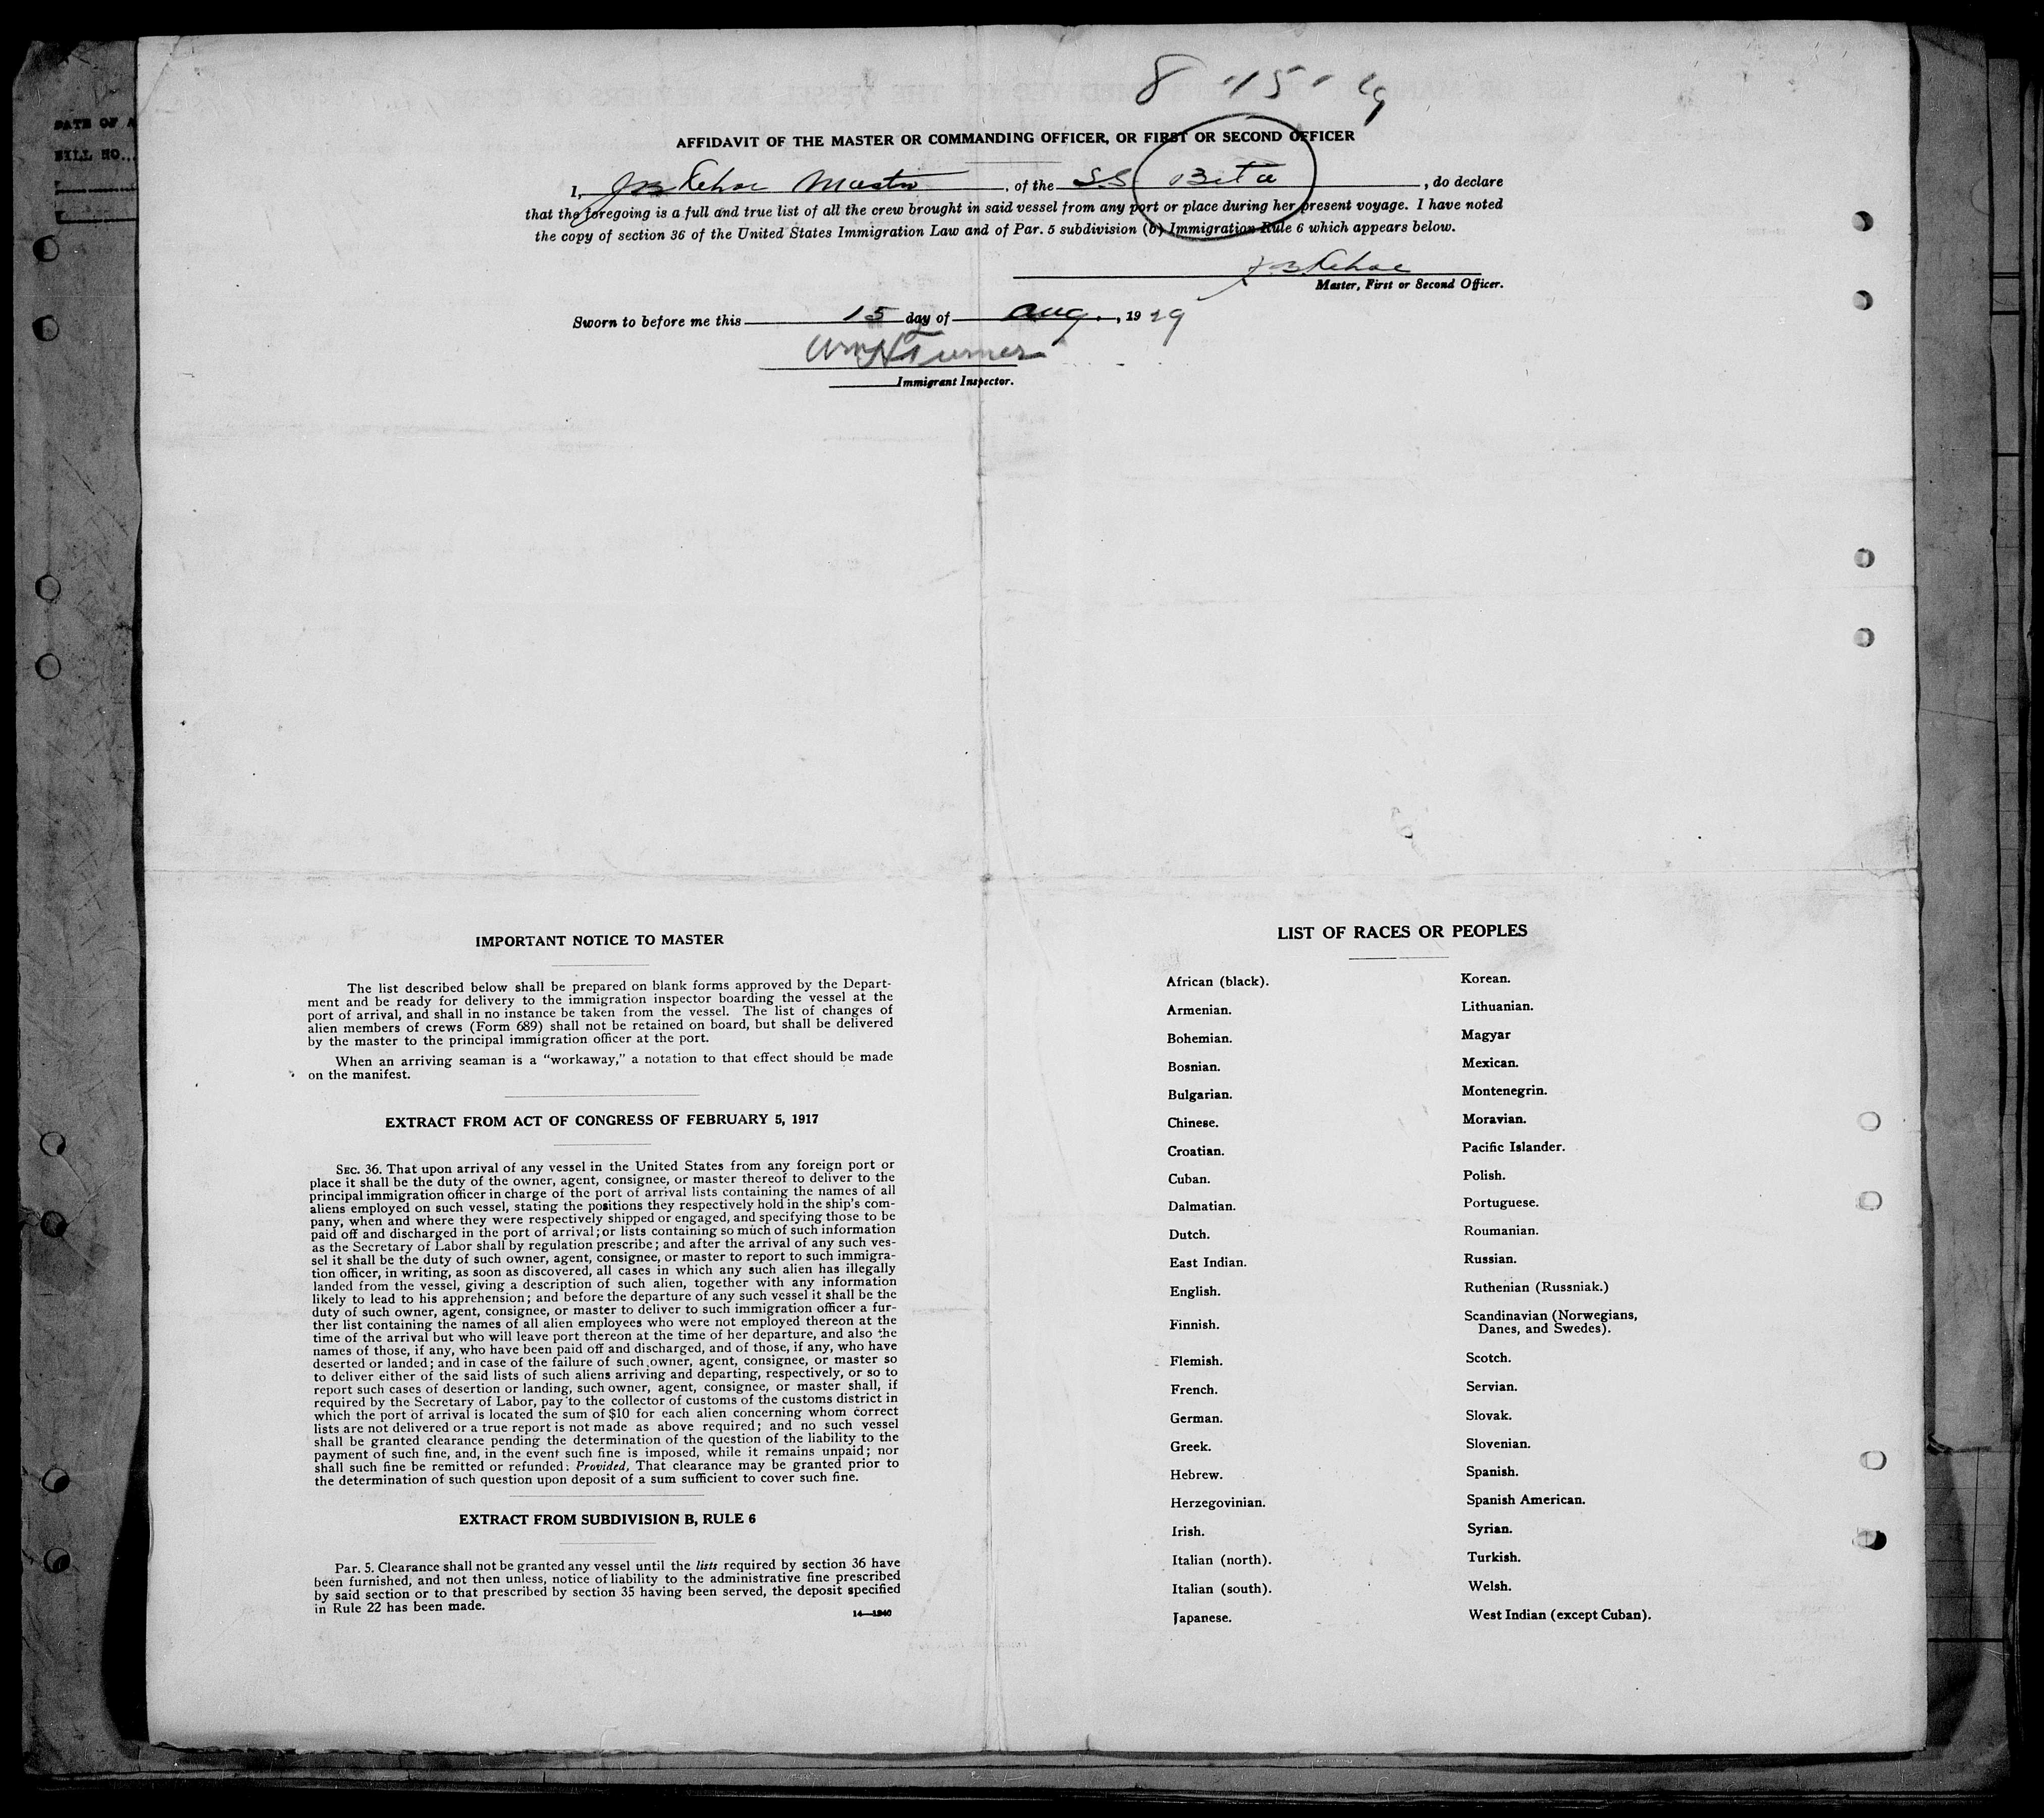 8-15-29
DATE OF A
BILL NO...
AFFIDAVIT OF THE MASTER OR COMMANDING OFFICER, OR FIRST OR SECOND OFFICER
I, J B Kehoe Master, of the SS Beta, do declare
that the foregoing is a full and true list of all the crew brought in said vessel from any port or place during her present voyage. I have noted
the copy of section 36 of the United States Immigration Law and of Par. 5 subdivision (b) Immigration Rule 6 which appears below.
J B Kehoe
Master, First or Second Officer.
Sworn to before me this 15 day of Aug., 1929
Wm H Turner
Immigrant Inspector.
IMPORTANT NOTICE TO MASTER
The list described below shall be prepared on blank forms approved by the Depart-
ment and be ready for delivery to the immigration inspector boarding the vessel at the
port of arrival, and shall in no instance be taken from the vessel. The list of changes of
alien members of crews (Form 689) shall not be retained on board, but shall be delivered
by the master to the principal immigration officer at the port.
When an arriving seaman is a "workaway," a notation to that effect should be made
on the manifest.
EXTRACT FROM ACT OF CONGRESS OF FEBRUARY 5, 1917
SEC. 36. That upon arrival of any vessel in the United States from any foreign port or
place it shall be the duty of the owner, agent, consignee, or master thereof to deliver to the
principal immigration officer in charge of the port of arrival lists containing the names of all
aliens employed on such vessel, stating the positions they respectively hold in the ship's com-
pany, when and where they were respectively shipped or engaged, and specifying those to be
paid off and discharged in the port of arrival; or lists containing so much of such information
as the Secretary of Labor shall by regulation prescribe; and after the arrival of any such ves-
sel it shall be the duty of such owner, agent, consignee, or master to report to such immigra-
tion officer, in writing, as soon as discovered, all cases in which any such alien has illegally
landed from the vessel, giving a description of such alien, together with any information
likely to lead to his apprehension; and before the departure of any such vessel it shall be the
duty of such owner, agent, consignee, or master to deliver to such immigration officer a fur-
ther list containing the names of all alien employees who were not employed thereon at the
time of the arrival but who will leave port thereon at the time of her departure, and also the
names of those, if any, who have been paid off and discharged, and of those, if any, who have
deserted or landed; and in case of the failure of such owner, agent, consignee, or master so
to deliver either of the said lists of such aliens arriving and departing, respectively, or so to
report such cases of desertion or landing, such owner, agent, consignee, or master shall, if
required by the Secretary of Labor, pay to the collector of customs of the customs district in
which the port of arrival is located the sum of $10 for each alien concerning whom correct
lists are not delivered or a true report is not made as above required; and no such vessel
shall be granted clearance pending the determination of the question of the liability to the
payment of such fine, and, in the event such fine is imposed, while it remains unpaid; nor
shall such fine be remitted or refunded: Provided, That clearance may be granted prior to
the determination of such question upon deposit of a sum sufficient to cover such fine.
EXTRACT FROM SUBDIVISION B, RULE 6
Par. 5. Clearance shall not be granted any vessel until the lists required by section 36 have
been furnished, and not then unless, notice of liability to the administrative fine prescribed
by said section or to that prescribed by section 35 having been served, the deposit specified
in Rule 22 has been made.
14—1940
LIST OF RACES OR PEOPLES
African (black).
Armenian.
Bohemian.
Bosnian.
Bulgarian.
Chinese.
Croatian.
Cuban.
Dalmatian.
Dutch.
East Indian.
English.
Finnish.
Flemish.
French.
German.
Greek.
Hebrew.
Herzegovinian.
Irish.
Italian (north).
Italian (south).
Japanese.
Korean.
Lithuanian.
Magyar
Mexican.
Montenegrin.
Moravian.
Pacific Islander.
Polish.
Portuguese.
Roumanian.
Russian.
Ruthenian (Russniak.)
Scandinavian (Norwegians,
Danes, and Swedes).
Scotch.
Servian.
Slovak.
Slovenian.
Spanish.
Spanish American.
Syrian.
Turkish.
Welsh.
West Indian (except Cuban).